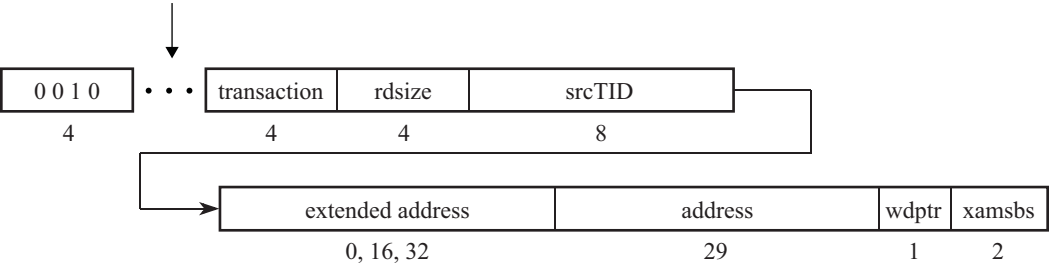 0 0 1 0 • • • transaction rdsize srcTID
4 4 4 8
extended address address wdptr xamsbs
0, 16, 32 29 1 2